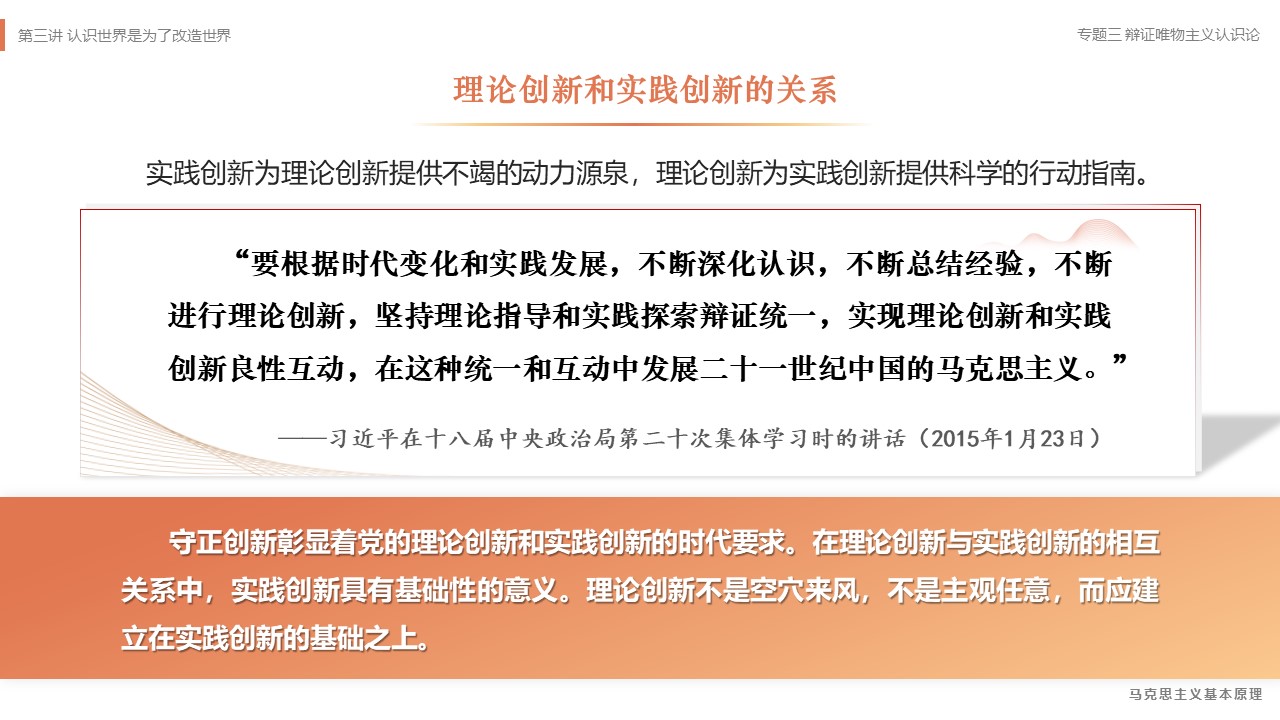 第三讲 认识世界是为了改造世界
专题三 辩证唯物主义认识论
理论创新和实践创新的关系
实践创新为理论创新提供不竭的动力源泉，理论创新为实践创新提供科学的行动指南。
“要根据时代变化和实践发展，不断深化认识，不断总结经验，不断
进行理论创新，坚持理论指导和实践探索辩证统一，实现理论创新和实践
创新良性互动，在这种统一和互动中发展二十一世纪中国的马克思主义。”
——习近平在十八届中央政治局第二十次集体学习时的讲话（2015年1月23日）
守正创新彰显着党的理论创新和实践创新的时代要求。在理论创新与实践创新的相互
关系中，实践创新具有基础性的意义。理论创新不是空穴来风，不是主观任意，而应建
立在实践创新的基础之上。
马克思主义基本原理